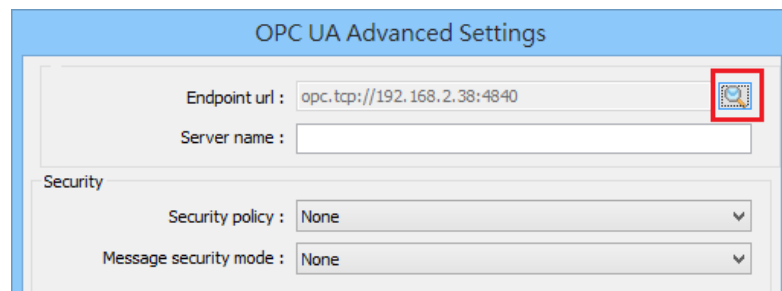 OPC UA Advanced Settings
Endpoint url : opc.tcp://192.168.2.38:4840
Server name :
Security
Security policy : None
Message security mode : None